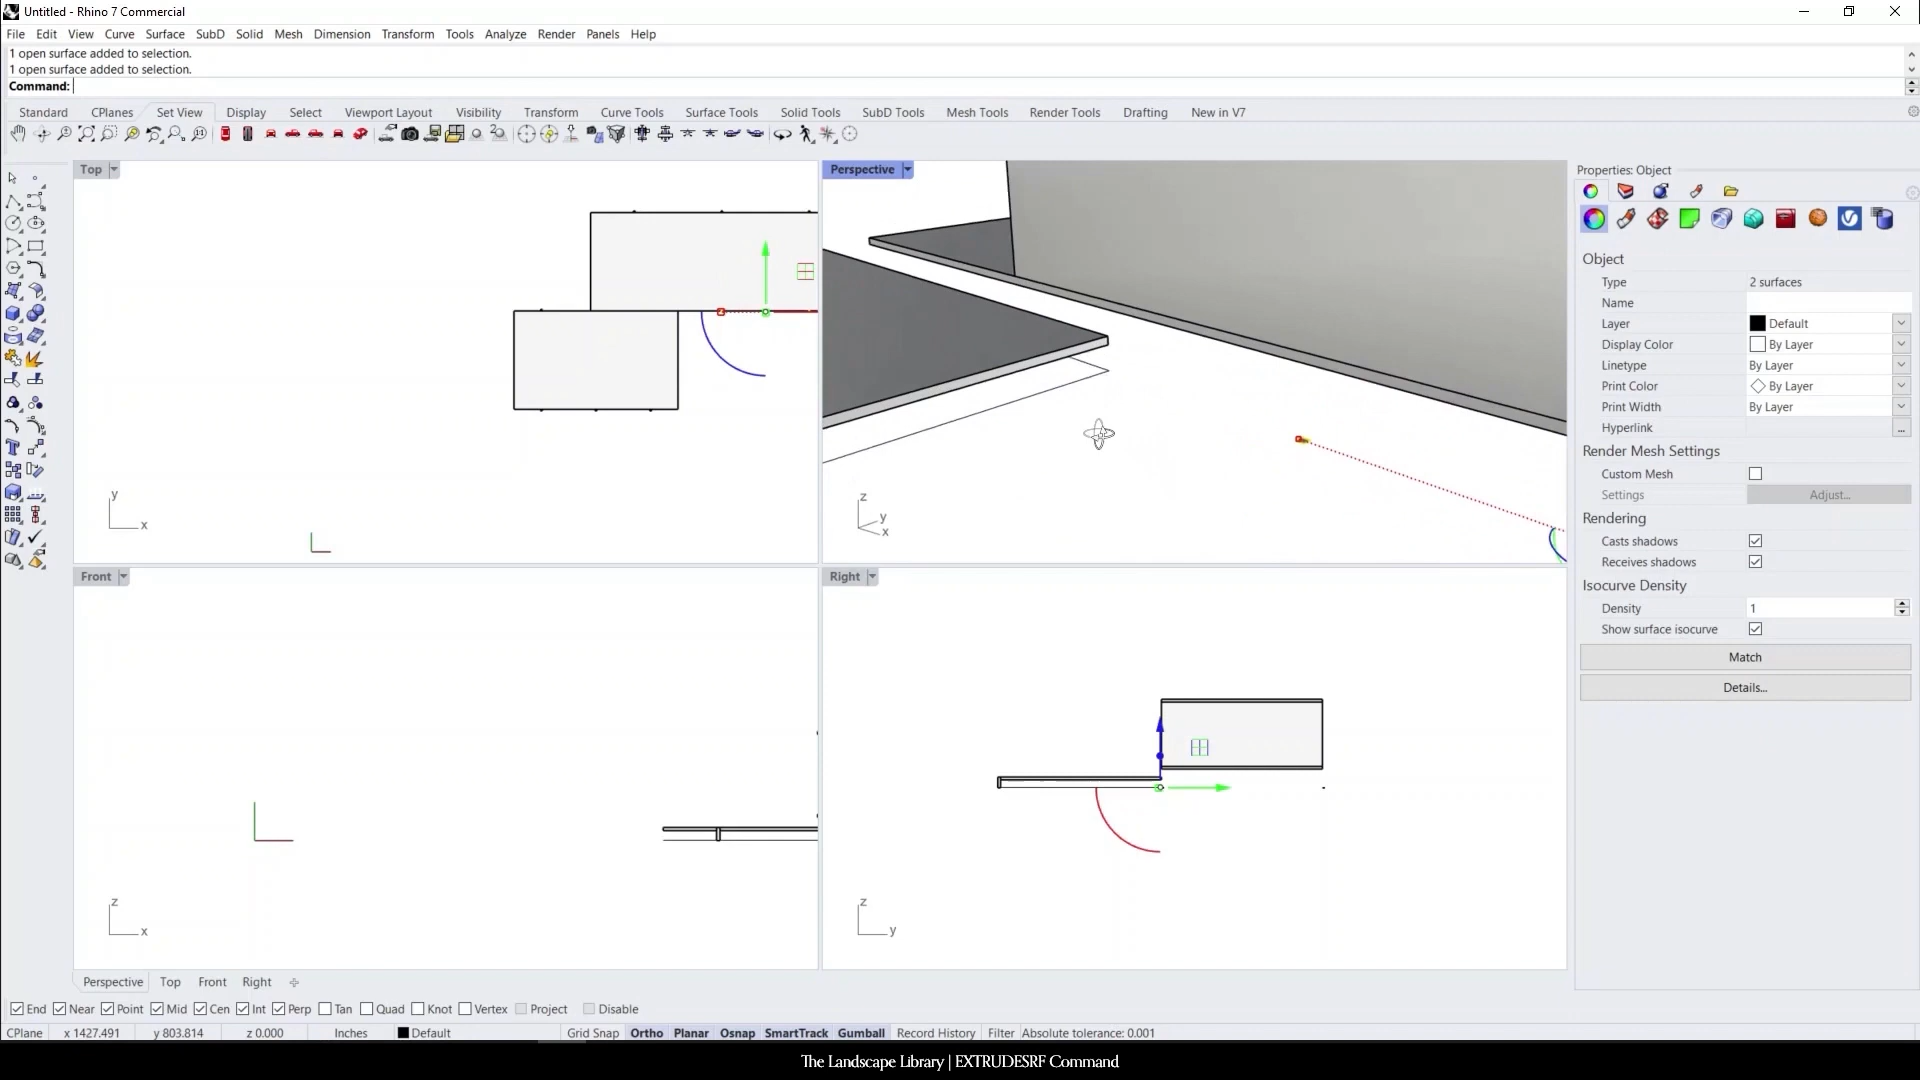 Untitled - Rhino 7 Commercial
File Edit View Curve Surface SubD Solid Mesh Dimension Transform Tools Analyze Render Panels Help
1 open surface added to selection.
1 open surface added to selection.
Command:
Standard CPlanes Set View Display Select Viewport Layout Visibility Transform Curve Tools Surface Tools Solid Tools SubD Tools Mesh Tools Render Tools Drafting New in V7
Top
Perspective
Properties: Object
Object
Type 2 surfaces
Name
Layer Default
Display Color By Layer
Linetype By Layer
Print Color By Layer
Print Width By Layer
Hyperlink ...
Render Mesh Settings
Custom Mesh
Settings Adjust...
Rendering
Casts shadows
Receives shadows
Isocurve Density
Density 1
Show surface isocurve
Match
Details...
y
x
z
y
x
Front
Right
z
x
z
y
Perspective Top Front Right
End Near Point Mid Cen Int Perp Tan Quad Knot Vertex Project Disable
CPlane x 1427.491 y 803.814 z 0.000 Inches Default Grid Snap Ortho Planar Osnap SmartTrack Gumball Record History Filter Absolute tolerance: 0.001
The Landscape Library | EXTRUDESRF Command